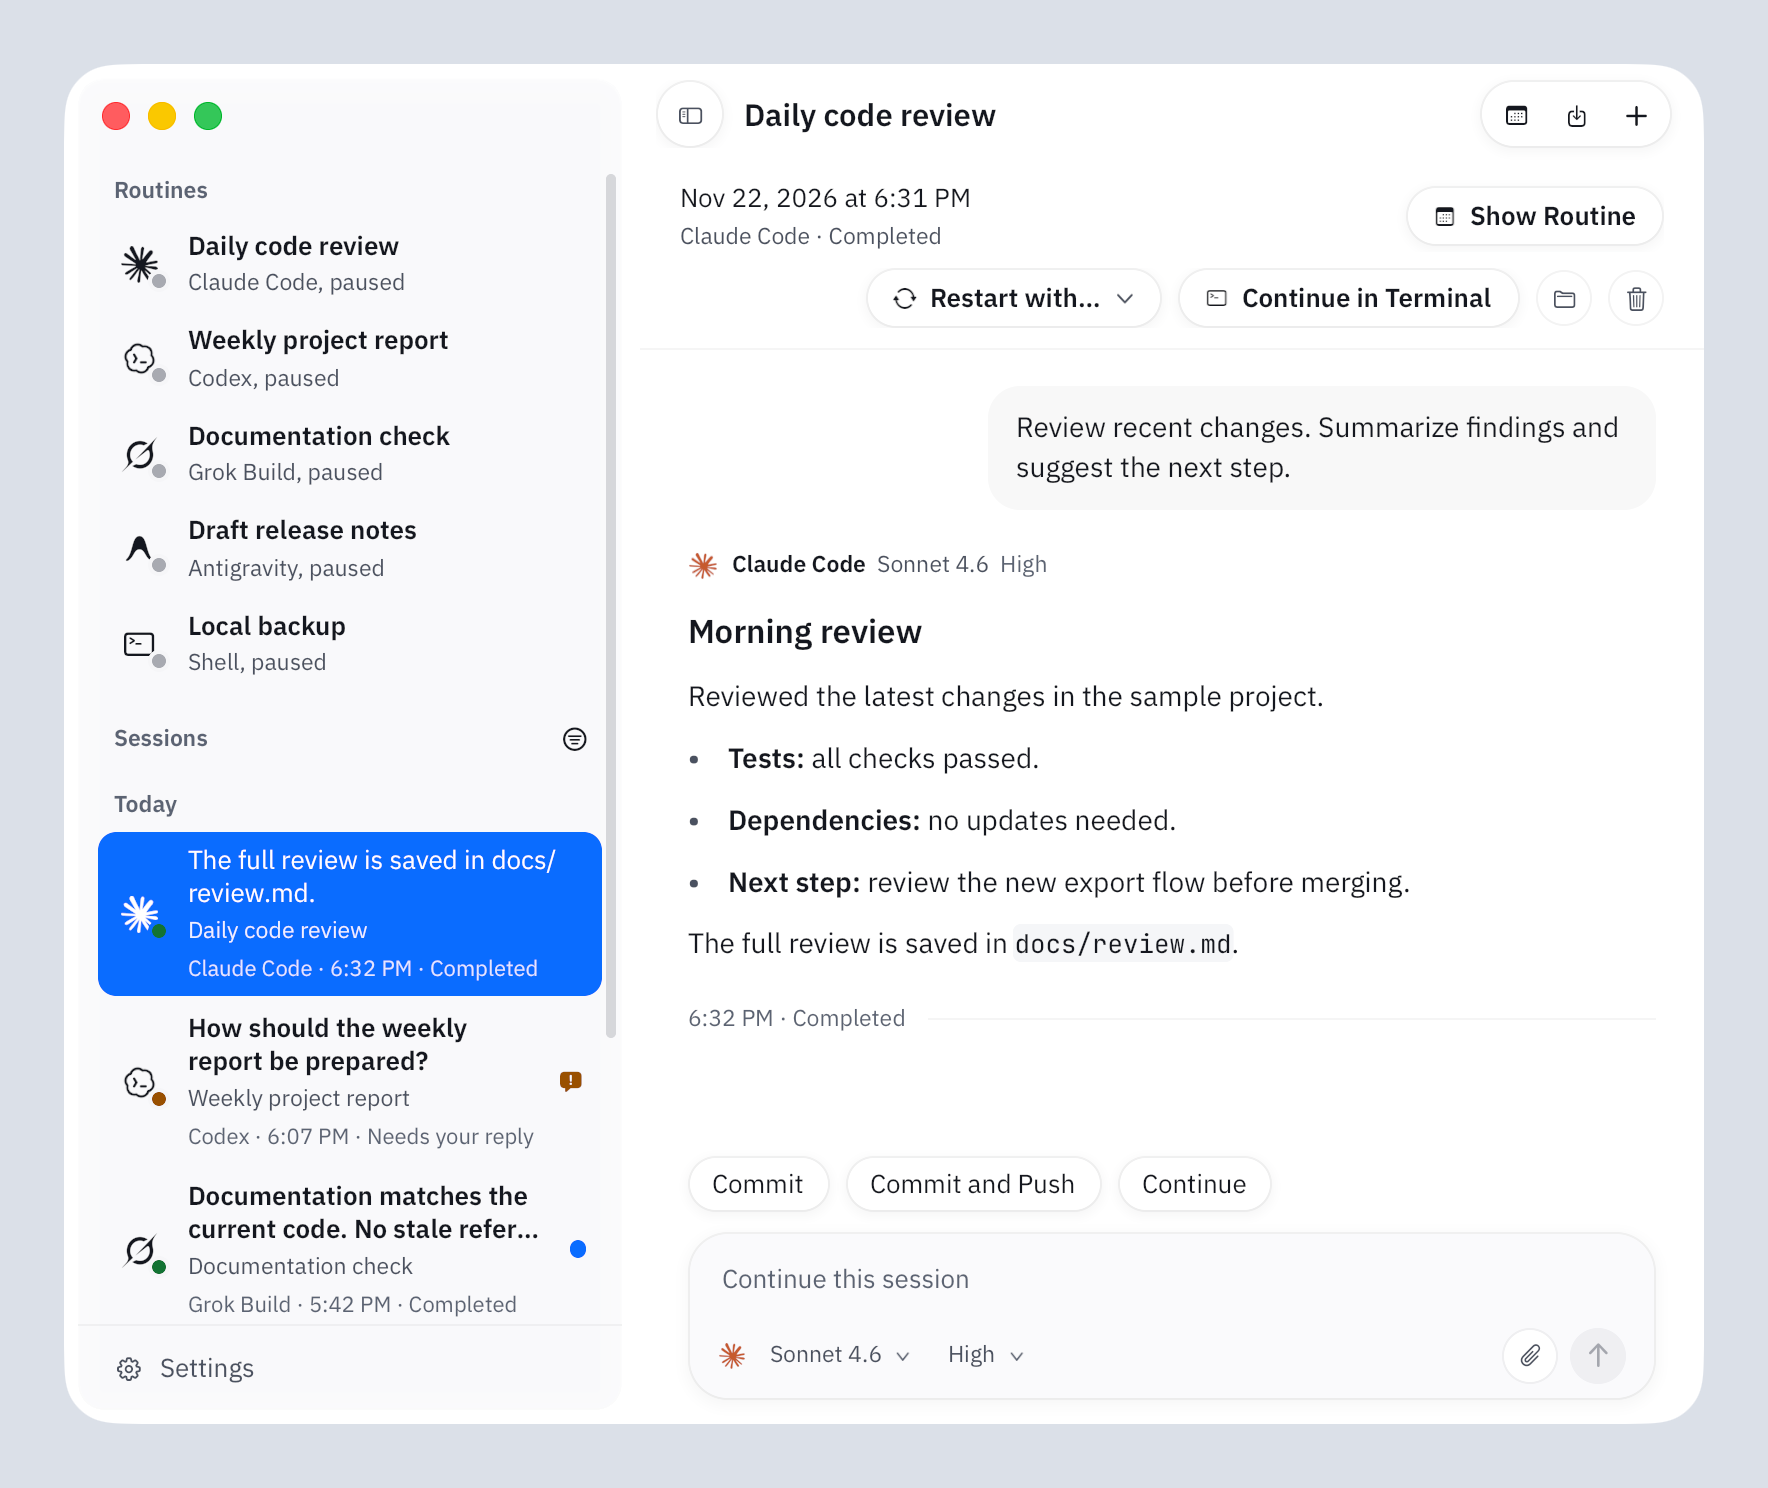 Routines
Daily code review
Claude Code, paused
Weekly project report
Codex, paused
Documentation check
Grok Build, paused
Draft release notes
Antigravity, paused
Local backup
Shell, paused
Sessions
Today
The full review is saved in docs/
review.md.
Daily code review
Claude Code · 6:32 PM · Completed
How should the weekly
report be prepared?
Weekly project report
Codex · 6:07 PM · Needs your reply
Documentation matches the
current code. No stale refer...
Documentation check
Grok Build · 5:42 PM · Completed
Settings
Daily code review
Nov 22, 2026 at 6:31 PM
Claude Code · Completed
Show Routine
Restart with...
Continue in Terminal
Review recent changes. Summarize findings and
suggest the next step.
Claude Code Sonnet 4.6 High
Morning review
Reviewed the latest changes in the sample project.
• Tests: all checks passed.
• Dependencies: no updates needed.
• Next step: review the new export flow before merging.
The full review is saved in docs/review.md.
6:32 PM · Completed
Commit
Commit and Push
Continue
Continue this session
Sonnet 4.6
High